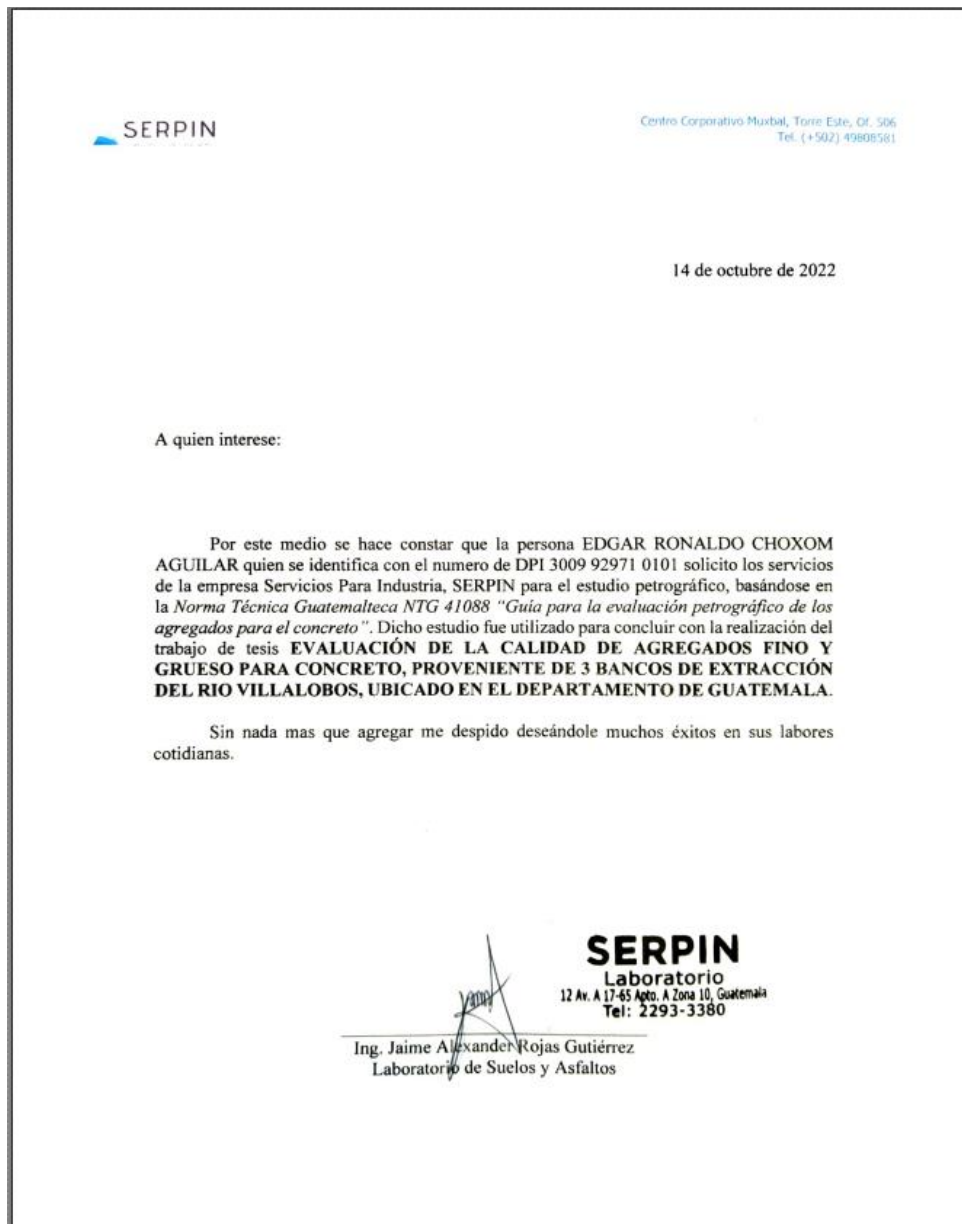 SERPIN
Centro Corporativo Muxbal, Torre Este, Of. 506
Tel. (+502) 49808581
14 de octubre de 2022
A quien interese:
Por este medio se hace constar que la persona EDGAR RONALDO CHOXOM
AGUILAR quien se identifica con el numero de DPI 3009 92971 0101 solicito los servicios
de la empresa Servicios Para Industria, SERPIN para el estudio petrográfico, basándose en
la Norma Técnica Guatemalteca NTG 41088 “Guía para la evaluación petrográfico de los
agregados para el concreto”. Dicho estudio fue utilizado para concluir con la realización del
trabajo de tesis EVALUACIÓN DE LA CALIDAD DE AGREGADOS FINO Y
GRUESO PARA CONCRETO, PROVENIENTE DE 3 BANCOS DE EXTRACCIÓN
DEL RIO VILLALOBOS, UBICADO EN EL DEPARTAMENTO DE GUATEMALA.
Sin nada mas que agregar me despido deseándole muchos éxitos en sus labores
cotidianas.
SERPIN
Laboratorio
12 Av. A 17-65 Apto. A Zona 10, Guatemala
Tel: 2293-3380
Ing. Jaime Alexander Rojas Gutiérrez
Laboratorio de Suelos y Asfaltos